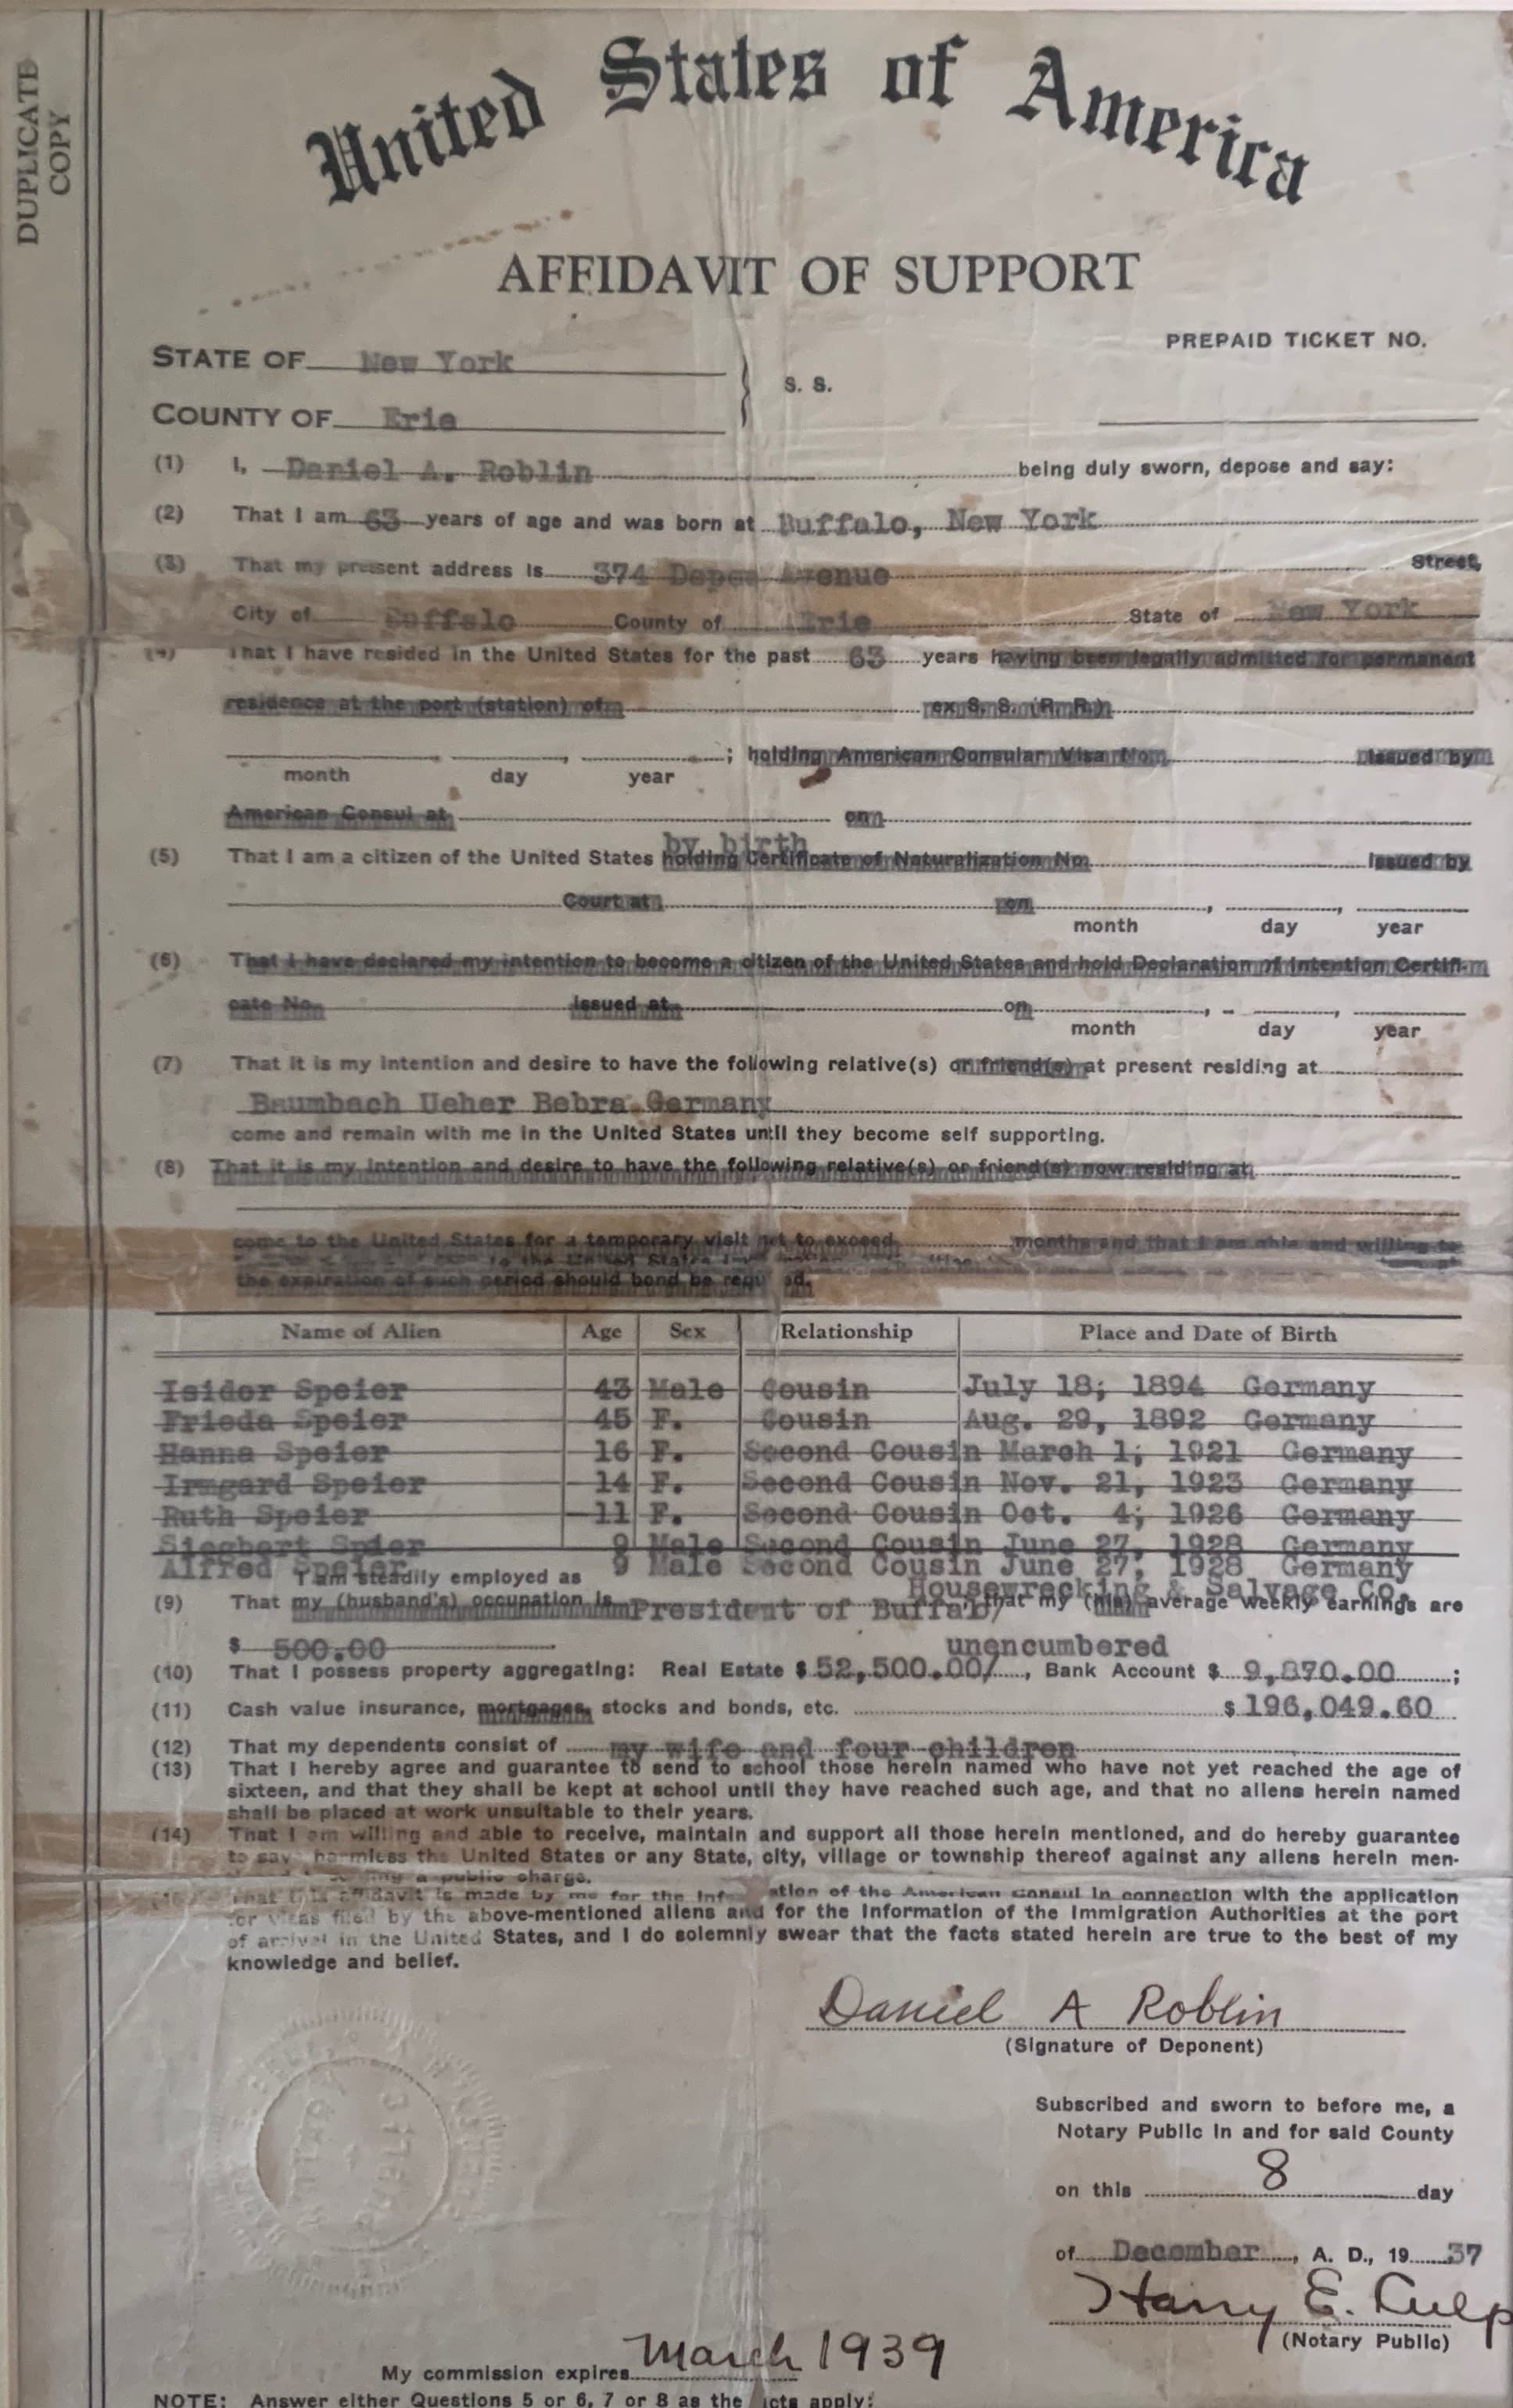 DUPLICATE
COPY
United States of America
AFFIDAVIT OF SUPPORT
PREPAID TICKET NO.
STATE OF New York
S. S.
COUNTY OF Erie
(1) I, Daniel A. Roblin being duly sworn, depose and say:
(2) That I am 63 years of age and was born at Buffalo, New York
(3) That my present address is 374 Depew Avenue Street,
City of Buffalo County of Erie State of New York
(4) That I have resided in the United States for the past 63 years having been legally admitted for permanent
residence at the port (station) of ex S. S. (R. R.)
; holding American Consular Visa No. issued by
month day year
American Consul at on
by birth
(5) That I am a citizen of the United States holding Certificate of Naturalization No. issued by
Court at on , ,
month day year
(6) That I have declared my intention to become a citizen of the United States and hold Declaration of Intention Certifi-
cate No. issued at on , ,
month day year
(7) That it is my intention and desire to have the following relative(s) or friend(s) at present residing at
Baumbach Ueher Bebra Germany
come and remain with me in the United States until they become self supporting.
(8) That it is my intention and desire to have the following relative(s) or friend(s) now residing at
come to the United States for a temporary visit not to exceed months and that I am able and willing to
to the United States
the expiration of such period should bond be required.
Name of Alien Age Sex Relationship Place and Date of Birth
Isidor Speier 43 Male Cousin July 18, 1894 Germany
Frieda Speier 45 F. Cousin Aug. 29, 1892 Germany
Hanna Speier 16 F. Second Cousin March 1, 1921 Germany
Irmgard Speier 14 F. Second Cousin Nov. 21, 1923 Germany
Ruth Speier 11 F. Second Cousin Oct. 4, 1926 Germany
Sieghert Spier 9 Male Second Cousin June 27, 1928 Germany
Alfred Speier 9 Male Second Cousin June 27, 1928 Germany
I am steadily employed as Housewrecking & Salvage Co.
(9) That my (husband's) occupation is President of Buffalo/ that my (his) average weekly earnings are
$ 500.00 unencumbered
(10) That I possess property aggregating: Real Estate $ 52,500.00/, Bank Account $ 9,870.00;
(11) Cash value insurance, mortgages, stocks and bonds, etc. $ 196,049.60
(12) That my dependents consist of my wife and four children
(13) That I hereby agree and guarantee to send to school those herein named who have not yet reached the age of
sixteen, and that they shall be kept at school until they have reached such age, and that no aliens herein named
shall be placed at work unsuitable to their years.
(14) That I am willing and able to receive, maintain and support all those herein mentioned, and do hereby guarantee
to save harmless the United States or any State, city, village or township thereof against any aliens herein men-
a public charge.
That this affidavit is made by me for the information of the American Consul in connection with the application
for visas filed by the above-mentioned aliens and for the information of the Immigration Authorities at the port
of arrival in the United States, and I do solemnly swear that the facts stated herein are true to the best of my
knowledge and belief.
Daniel A Roblin
(Signature of Deponent)
Subscribed and sworn to before me, a
Notary Public in and for said County
on this 8 day
of December, A. D., 19 37
Harry E. Culp
(Notary Public)
My commission expires March 1939
NOTE: Answer either Questions 5 or 6, 7 or 8 as the facts apply: